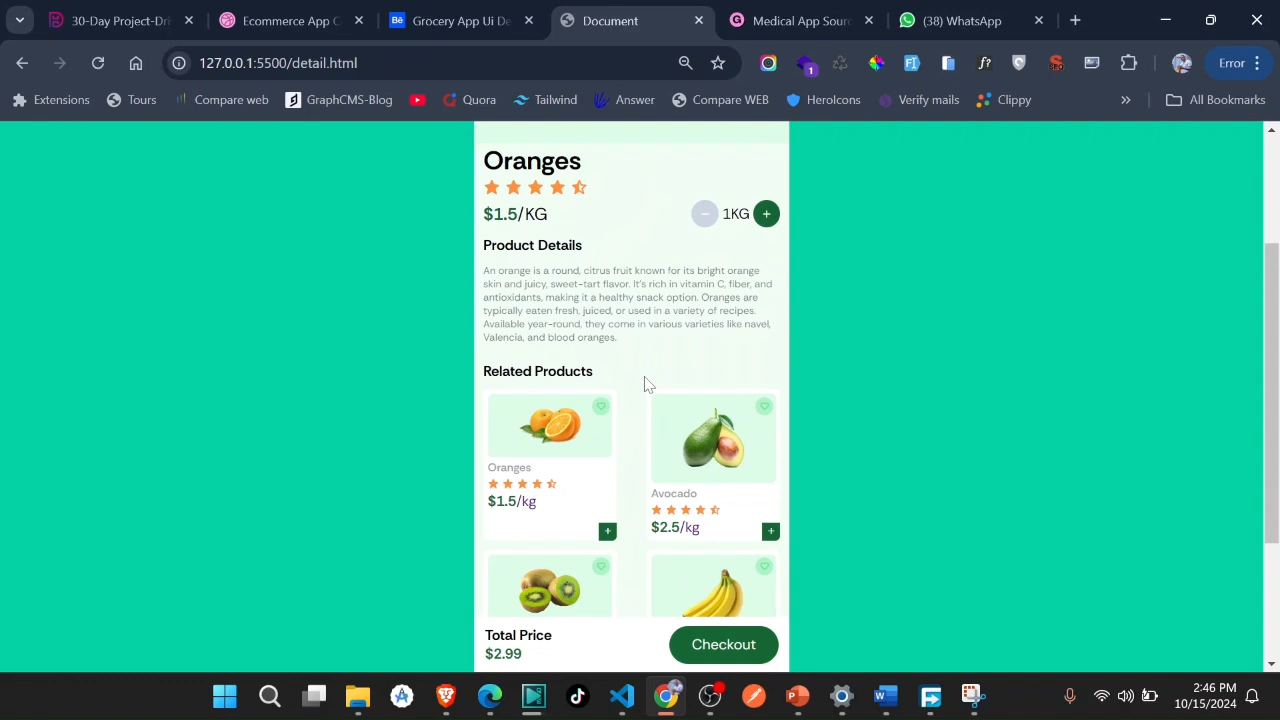 30-Day Project-Dri
Ecommerce App C
Grocery App Ui De
Document
Medical App Sour
(38) WhatsApp
127.0.0.1:5500/detail.html
1
Error
Extensions
Tours
Compare web
GraphCMS-Blog
Quora
Tailwind
Answer
Compare WEB
HeroIcons
Verify mails
Clippy
All Bookmarks
Oranges
$1.5/KG
1KG
Product Details
An orange is a round, citrus fruit known for its bright orange
skin and juicy, sweet-tart flavor. It's rich in vitamin C, fiber, and
antioxidants, making it a healthy snack option. Oranges are
typically eaten fresh, juiced, or used in a variety of recipes.
Available year-round, they come in various varieties like navel,
Valencia, and blood oranges.
Related Products
Oranges
$1.5/kg
Avocado
$2.5/kg
Total Price
$2.99
Checkout
2:46 PM
10/15/2024